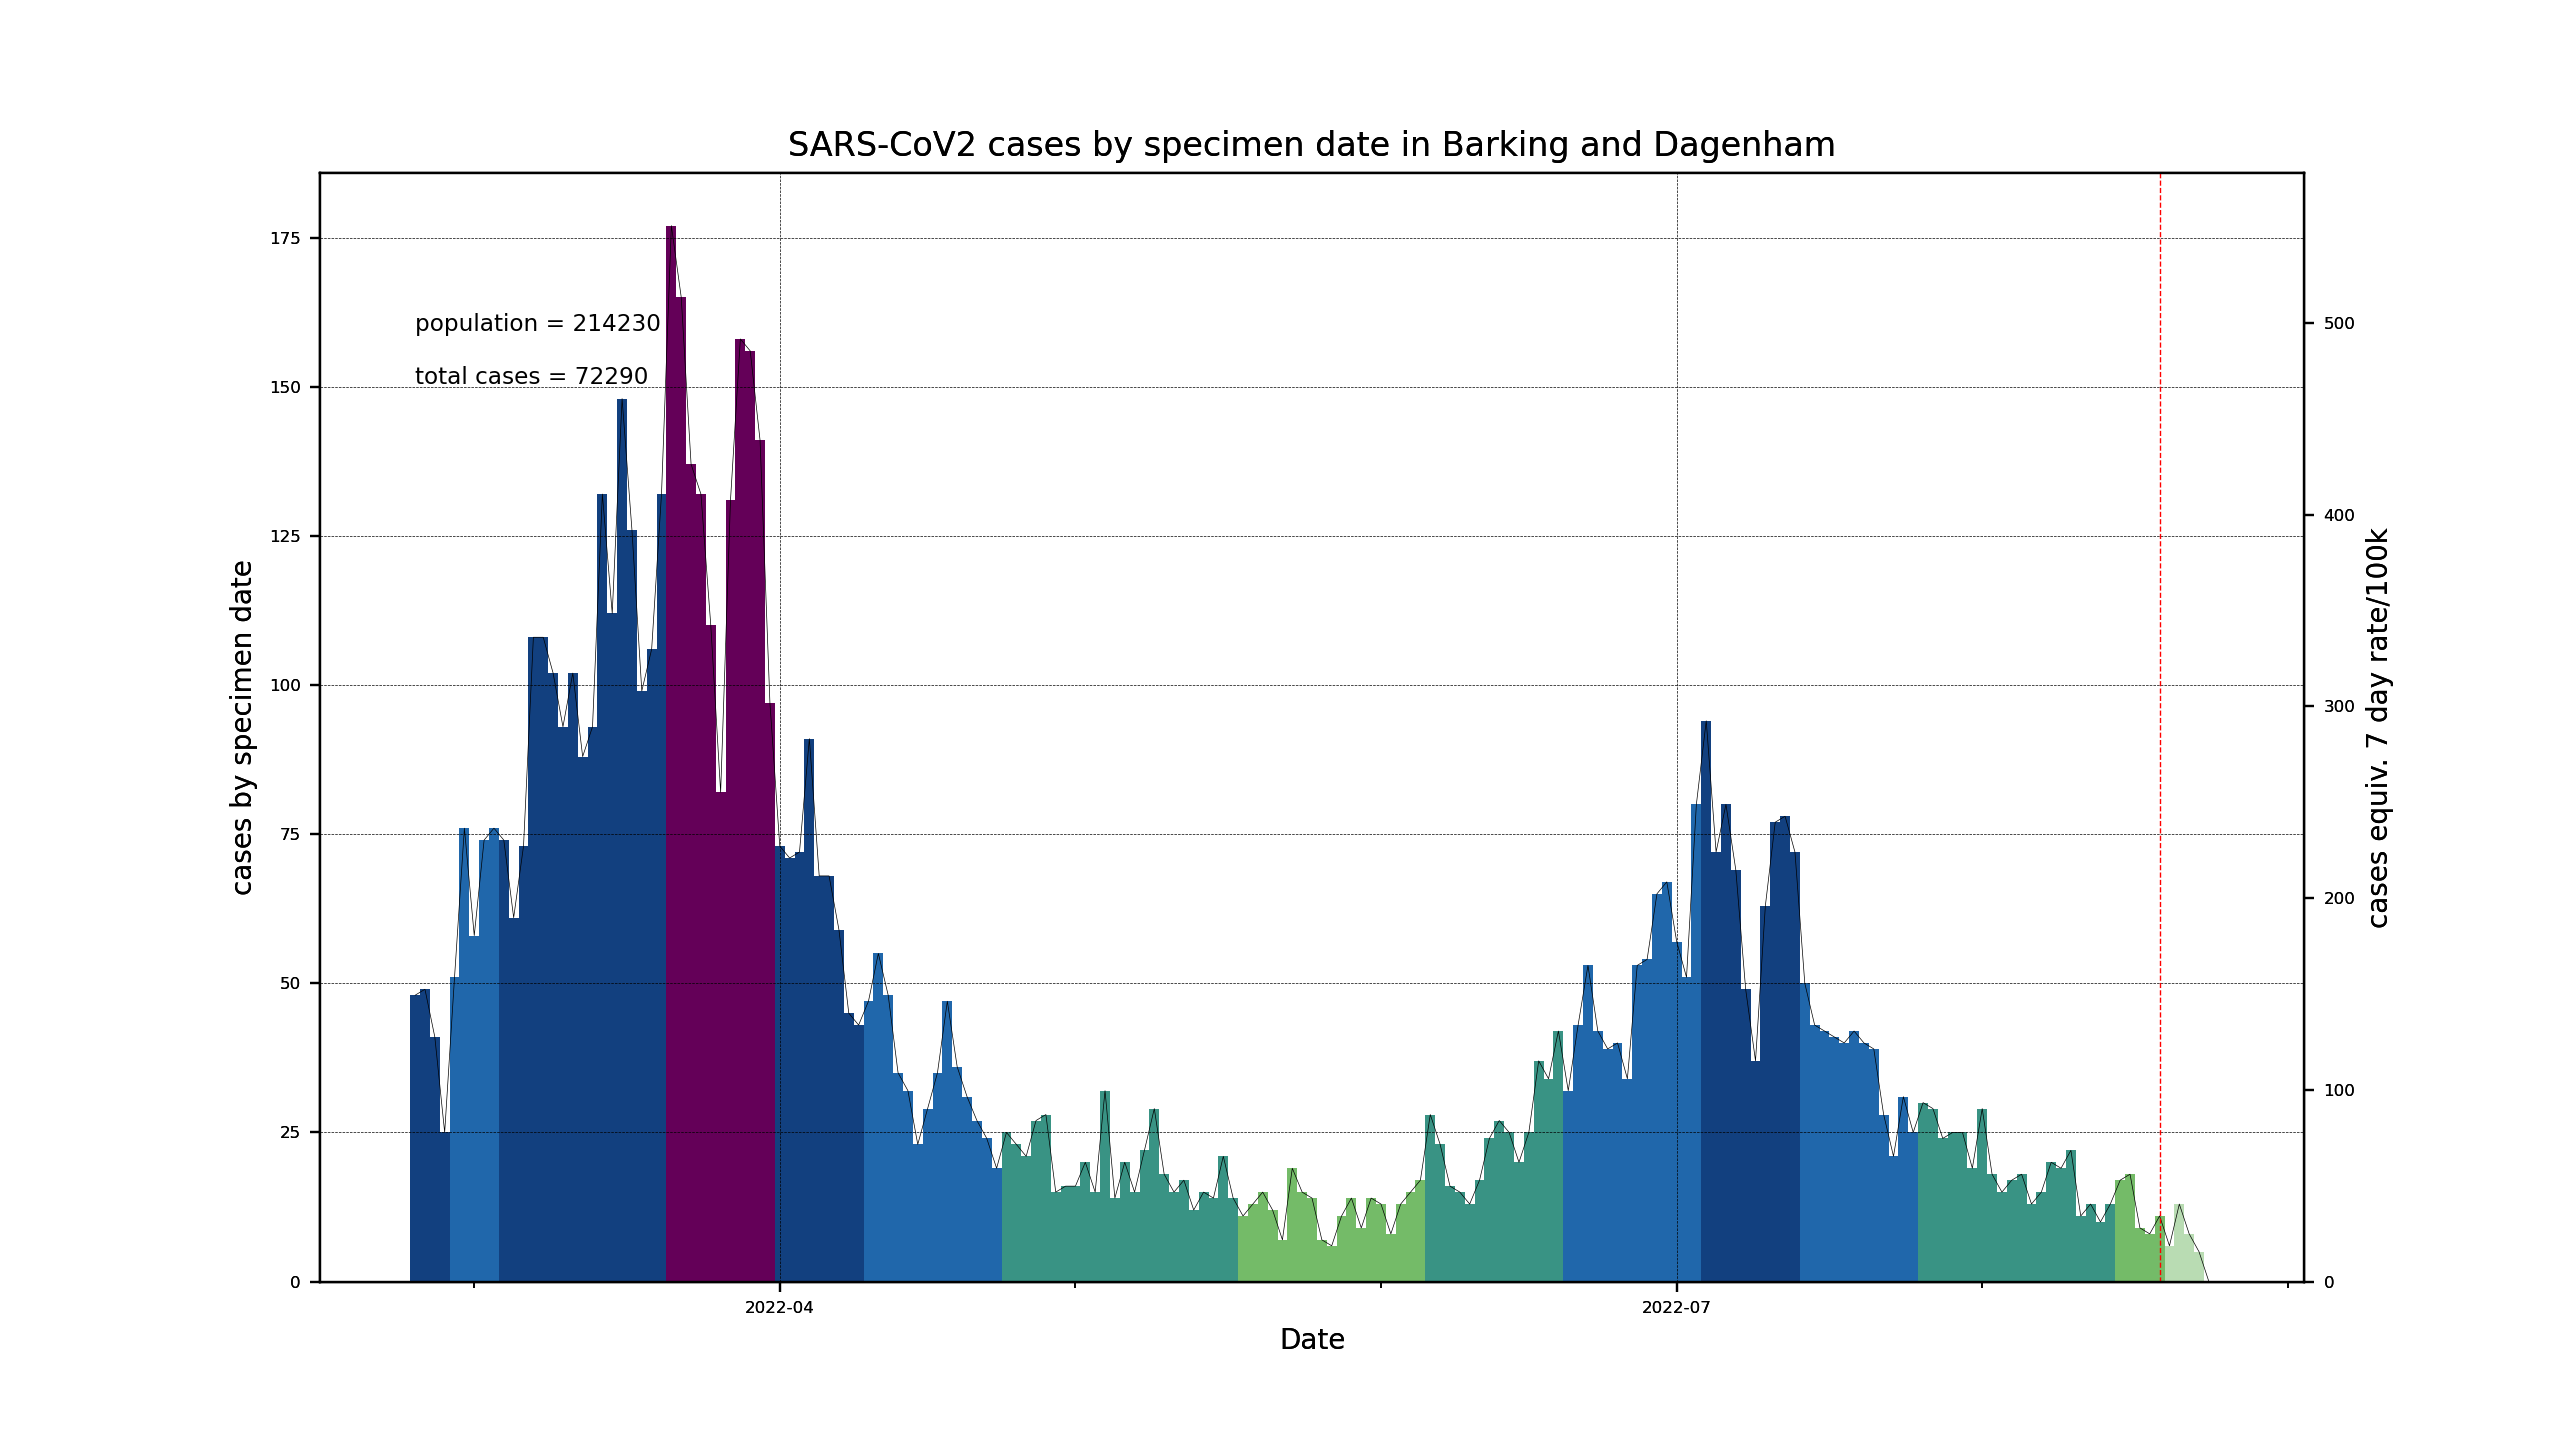 SARS-CoV2 cases by specimen date in Barking and Dagenham
population = 214230
total cases = 72290
cases by specimen date
175
150
125
100
75
50
25
0
500
400
300
200
100
0
cases equiv. 7 day rate/100k
2022-04
2022-07
Date